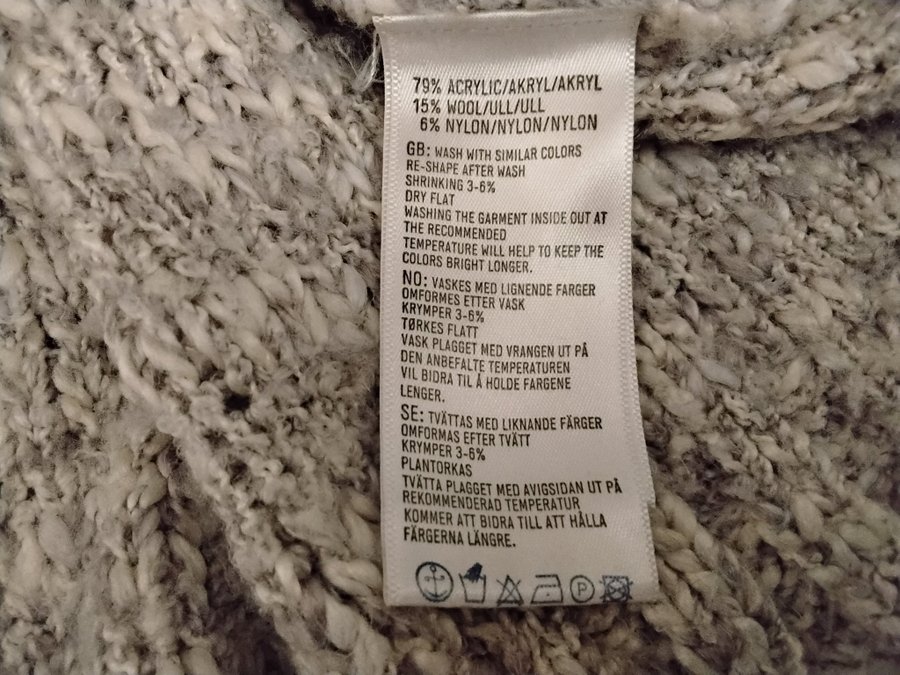 79% ACRYLIC/AKRYL/AKRYL
15% WOOL/ULL/ULL
6% NYLON/NYLON/NYLON
GB: WASH WITH SIMILAR COLORS
RE-SHAPE AFTER WASH
SHRINKING 3-6%
DRY FLAT
WASHING THE GARMENT INSIDE OUT AT
THE RECOMMENDED
TEMPERATURE WILL HELP TO KEEP THE
COLORS BRIGHT LONGER.
NO: VASKES MED LIGNENDE FARGER
OMFORMES ETTER VASK
KRYMPER 3-6%
TØRKES FLATT
VASK PLAGGET MED VRANGEN UT PÅ
DEN ANBEFALTE TEMPERATUREN
VIL BIDRA TIL Å HOLDE FARGENE
LENGER.
SE: TVÄTTAS MED LIKNANDE FÄRGER
OMFORMAS EFTER TVÄTT
KRYMPER 3-6%
PLANTORKAS
TVÄTTA PLAGGET MED AVIGSIDAN UT PÅ
REKOMMENDERAD TEMPERATUR
KOMMER ATT BIDRA TILL ATT HÅLLA
FÄRGERNA LÄNGRE.
P